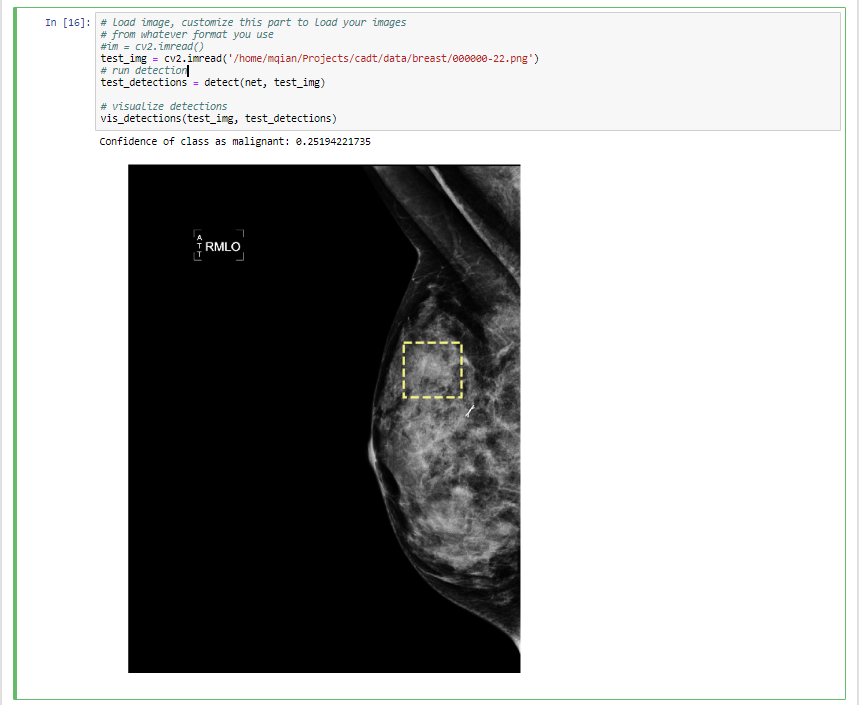 In [16]: # Load image, customize this part to load your images
# from whatever format you use
#im = cv2.imread()
test_img = cv2.imread('/home/mqian/Projects/cadt/data/breast/000000-22.png')
# run detection
test_detections = detect(net, test_img)
# visualize detections
vis_detections(test_img, test_detections)
Confidence of class as malignant: 0.25194221735
ATT RMLO